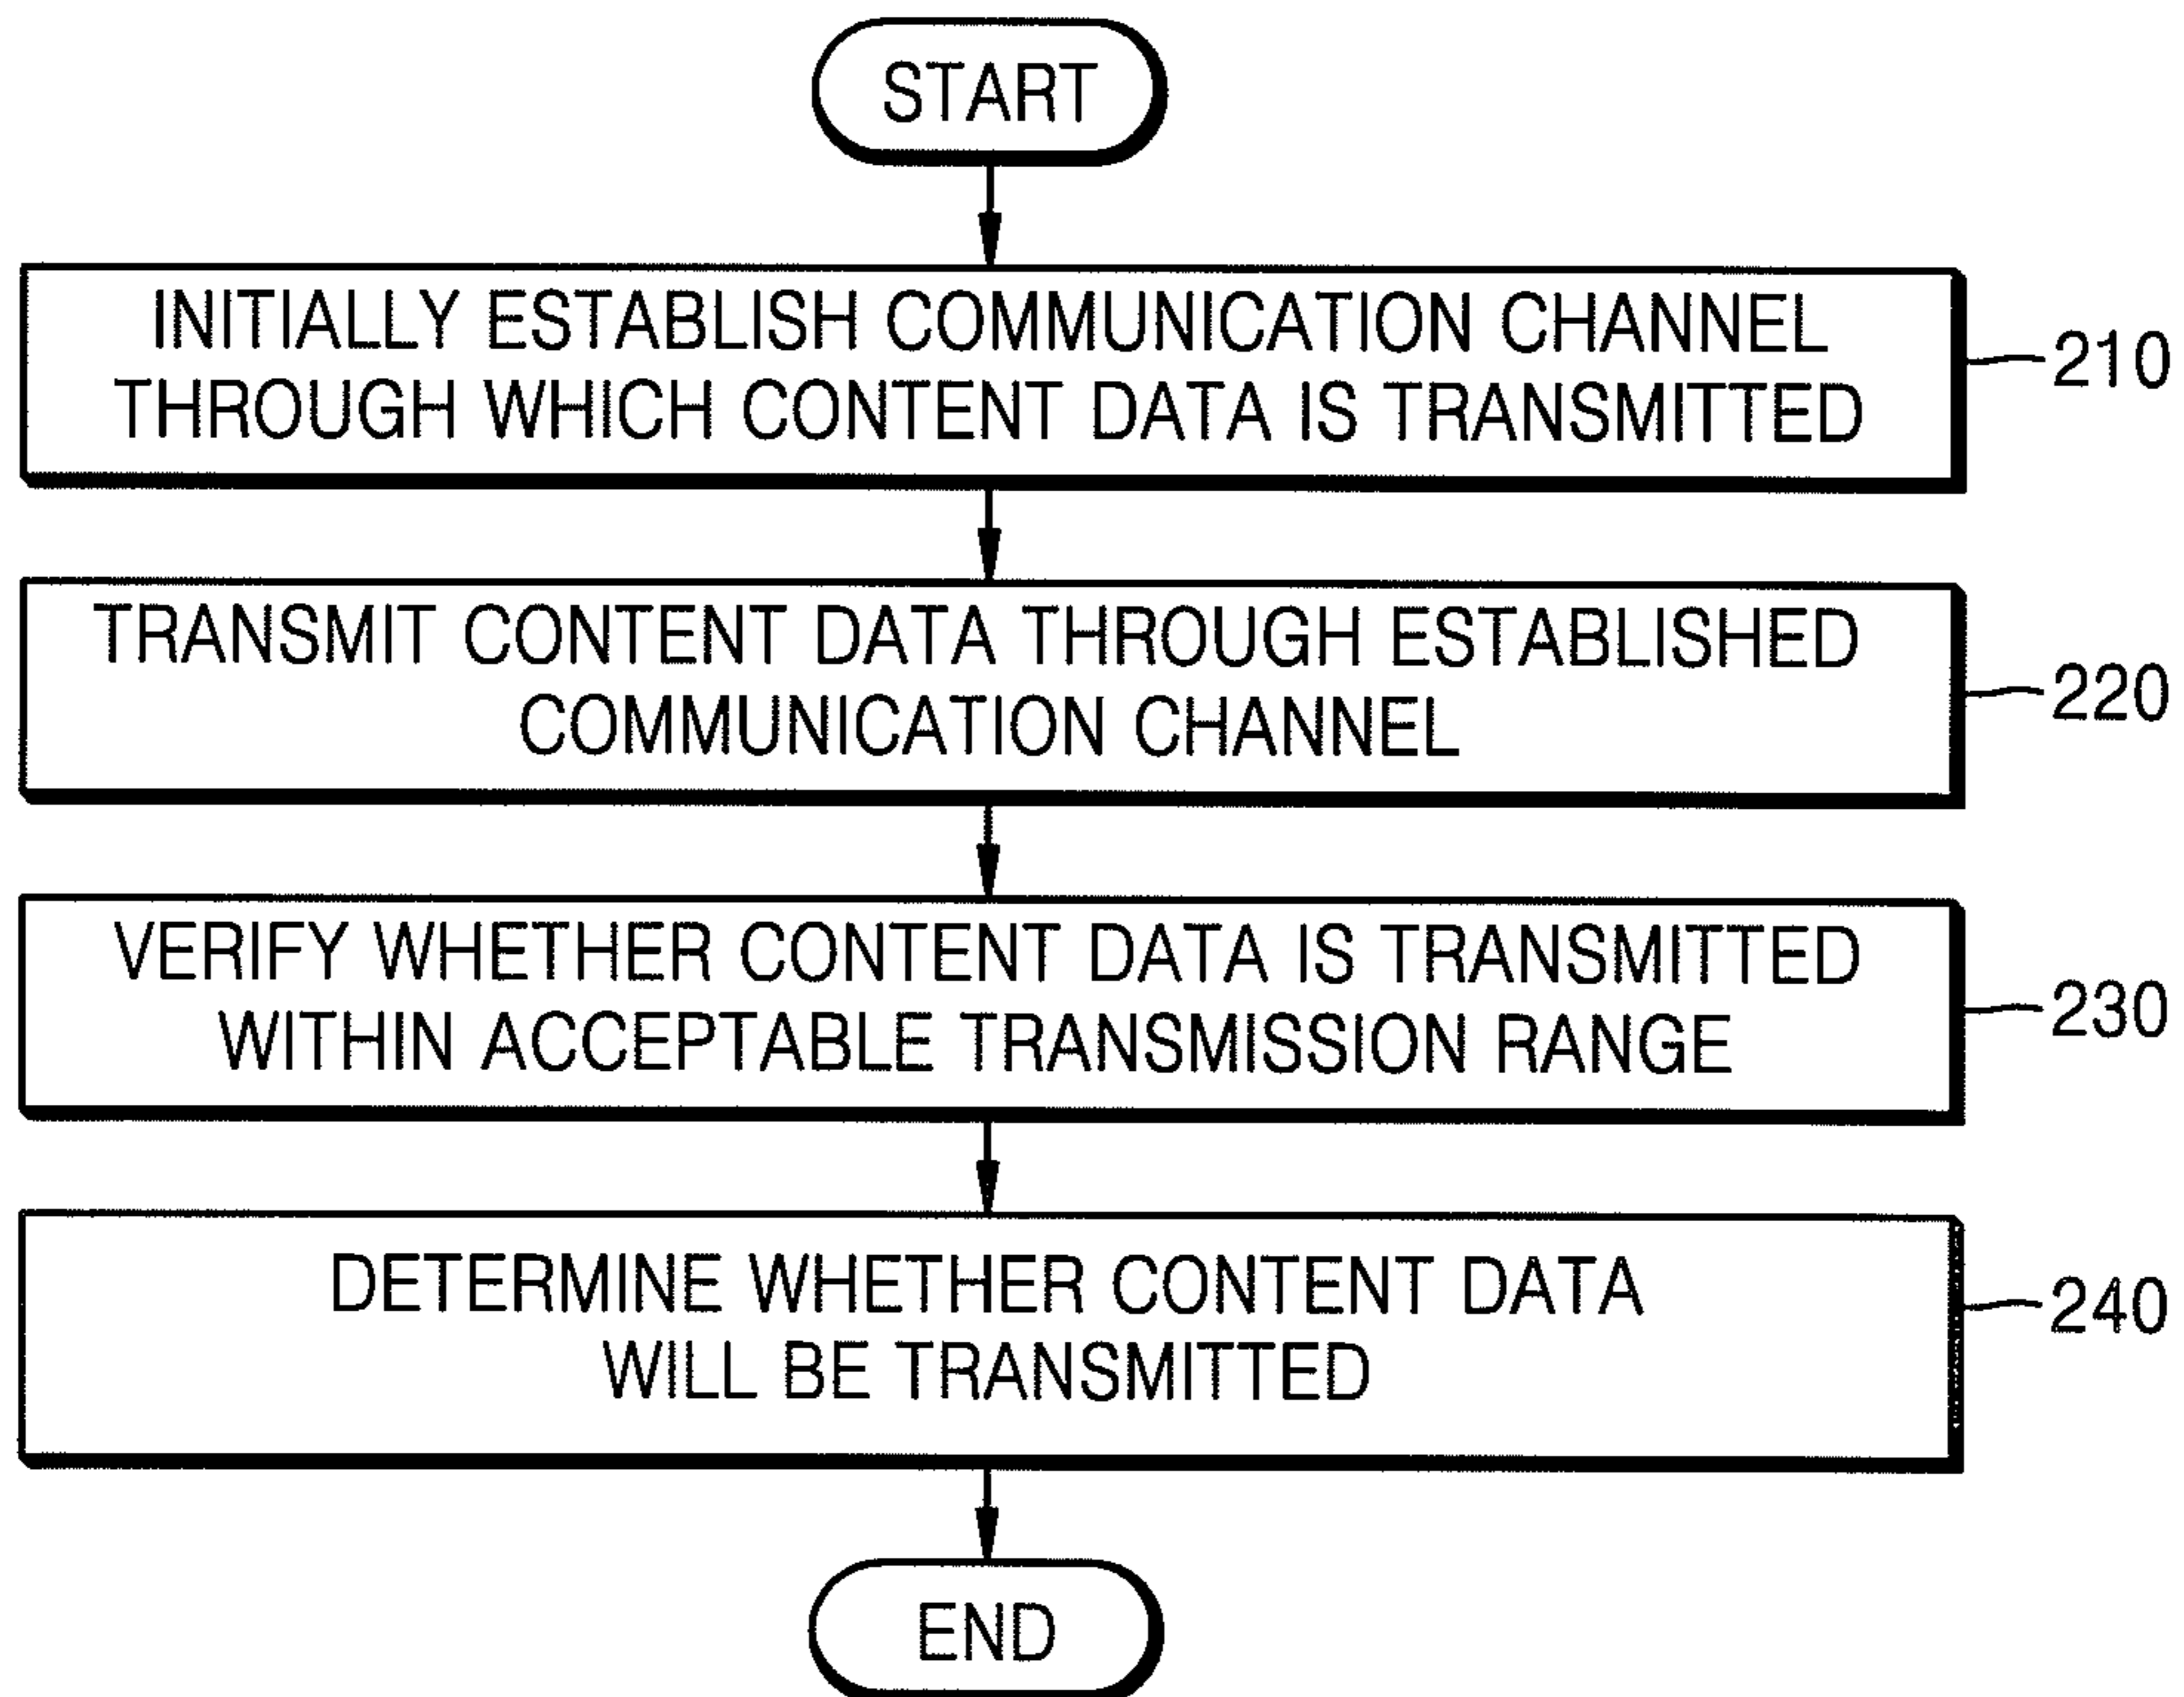 START
INITIALLY ESTABLISH COMMUNICATION CHANNEL
THROUGH WHICH CONTENT DATA IS TRANSMITTED
210
TRANSMIT CONTENT DATA THROUGH ESTABLISHED
COMMUNICATION CHANNEL
220
VERIFY WHETHER CONTENT DATA IS TRANSMITTED
WITHIN ACCEPTABLE TRANSMISSION RANGE
230
DETERMINE WHETHER CONTENT DATA
WILL BE TRANSMITTED
240
END